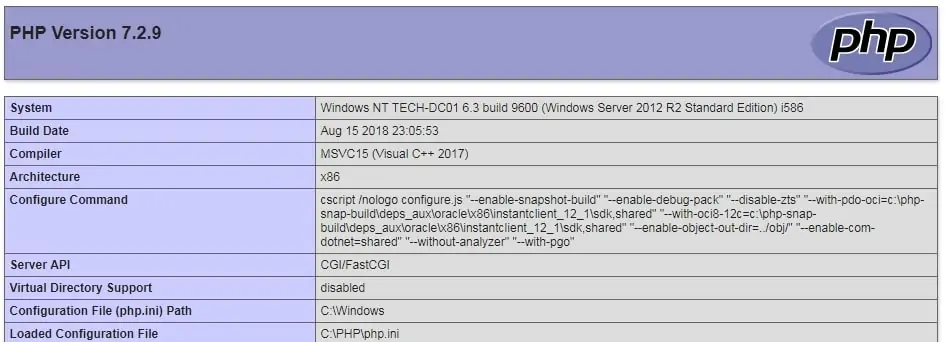 PHP Version 7.2.9
php
System Windows NT TECH-DC01 6.3 build 9600 (Windows Server 2012 R2 Standard Edition) i586
Build Date Aug 15 2018 23:05:53
Compiler MSVC15 (Visual C++ 2017)
Architecture x86
Configure Command cscript /nologo configure.js "--enable-snapshot-build" "--enable-debug-pack" "--disable-zts" "--with-pdo-oci=c:\php-
snap-build\deps_aux\oracle\x86\instantclient_12_1\sdk,shared" "--with-oci8-12c=c:\php-snap-
build\deps_aux\oracle\x86\instantclient_12_1\sdk,shared" "--enable-object-out-dir=../obj/" "--enable-com-
dotnet=shared" "--without-analyzer" "--with-pgo"
Server API CGI/FastCGI
Virtual Directory Support disabled
Configuration File (php.ini) Path C:\Windows
Loaded Configuration File C:\PHP\php.ini